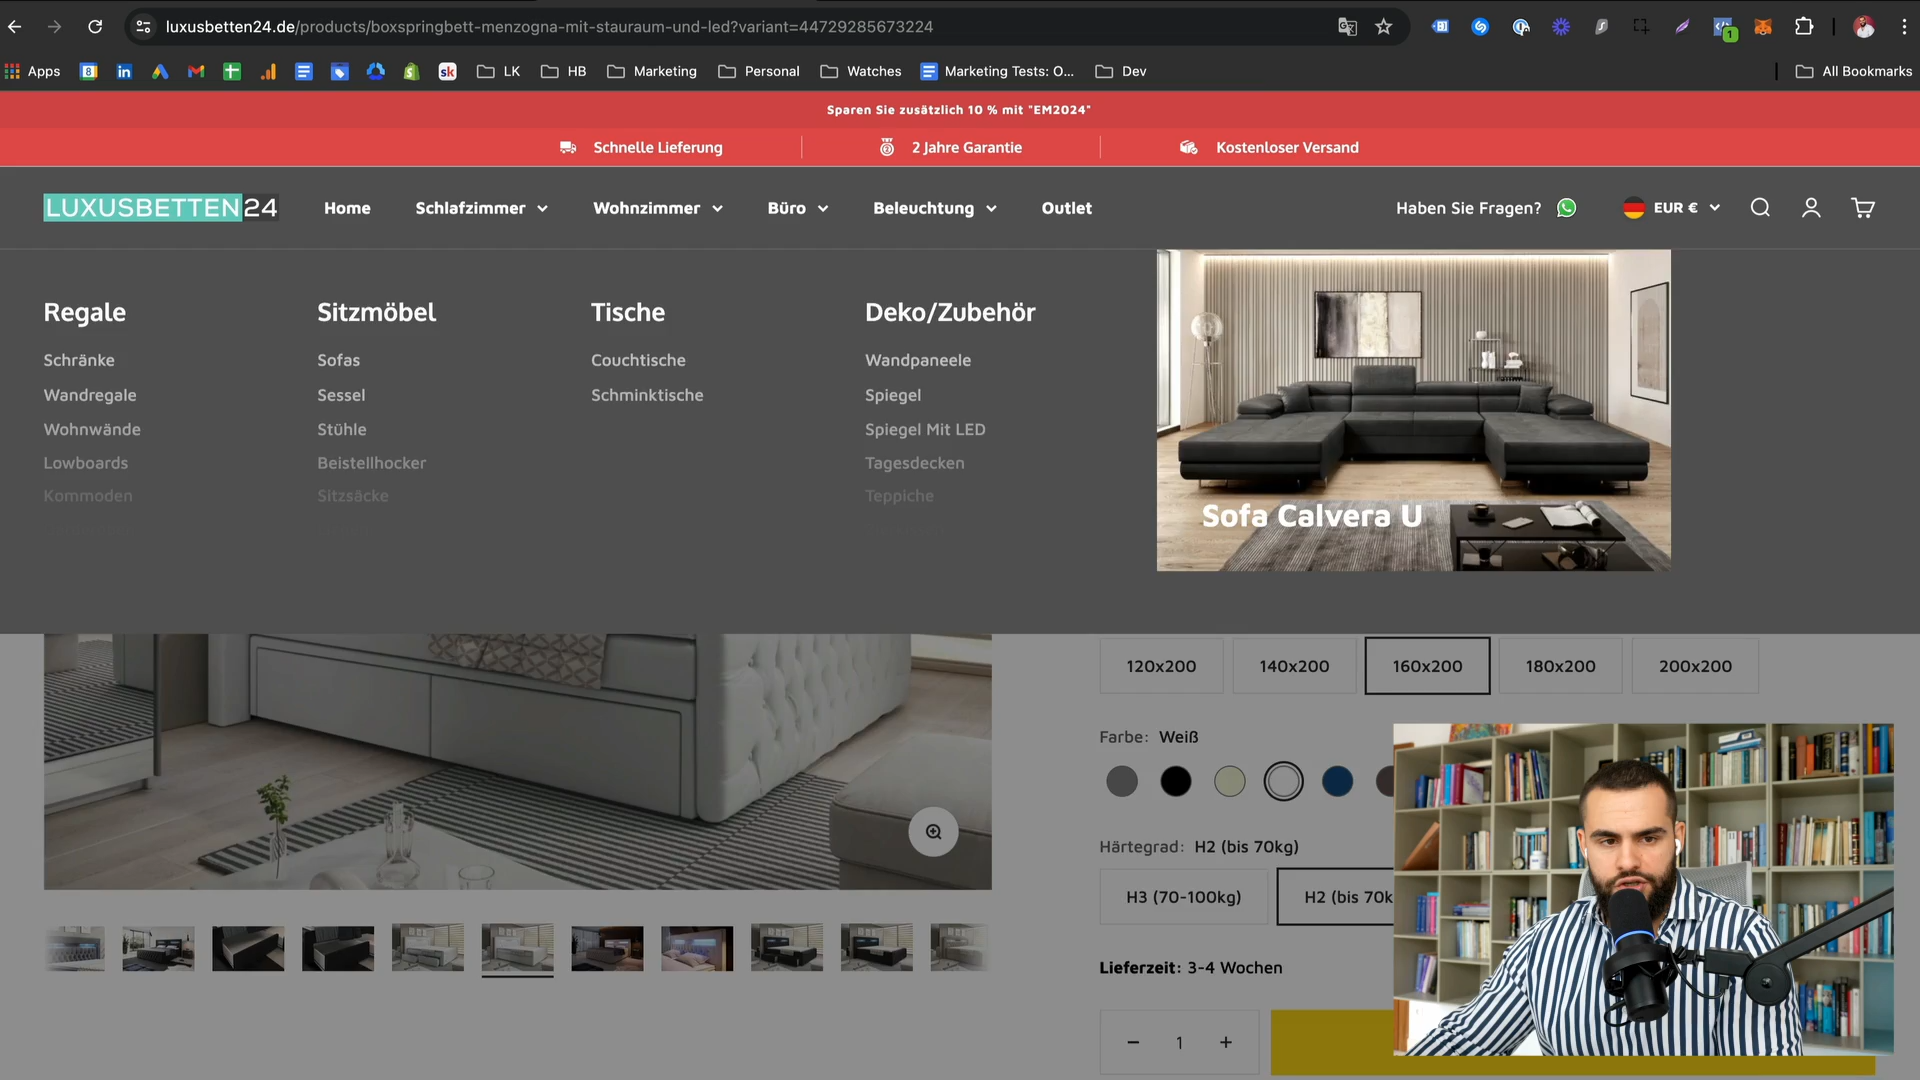 luxusbetten24.de/products/boxspringbett-menzogna-mit-stauraum-und-led?variant=44729285673224
1
Apps
8
in
sk
LK
HB
Marketing
Personal
Watches
Marketing Tests: O...
Dev
All Bookmarks
Sparen Sie zusätzlich 10 % mit "EM2024"
Schnelle Lieferung
2 Jahre Garantie
Kostenloser Versand
LUXUSBETTEN24
Home
Schlafzimmer
Wohnzimmer
Büro
Beleuchtung
Outlet
Haben Sie Fragen?
EUR €
Regale
Schränke
Wandregale
Wohnwände
Lowboards
Kommoden
Sitzmöbel
Sofas
Sessel
Stühle
Beistellhocker
Sitzsäcke
Tische
Couchtische
Schminktische
Deko/Zubehör
Wandpaneele
Spiegel
Spiegel Mit LED
Tagesdecken
Teppiche
Sofa Calvera U
120x200
140x200
160x200
180x200
200x200
Farbe: Weiß
Härtegrad: H2 (bis 70kg)
H3 (70-100kg)
H2 (bis 70k
Lieferzeit: 3-4 Wochen
− 1 +